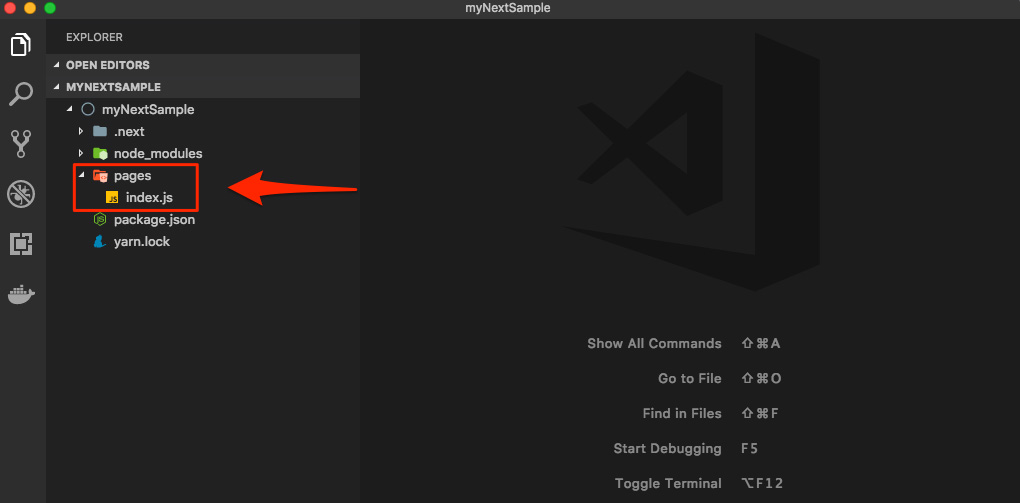 myNextSample
EXPLORER
OPEN EDITORS
MYNEXTSAMPLE
myNextSample
.next
node_modules
pages
JS index.js
package.json
yarn.lock
Show All Commands ⇧⌘A
Go to File ⇧⌘O
Find in Files ⇧⌘F
Start Debugging F5
Toggle Terminal ⌥F12